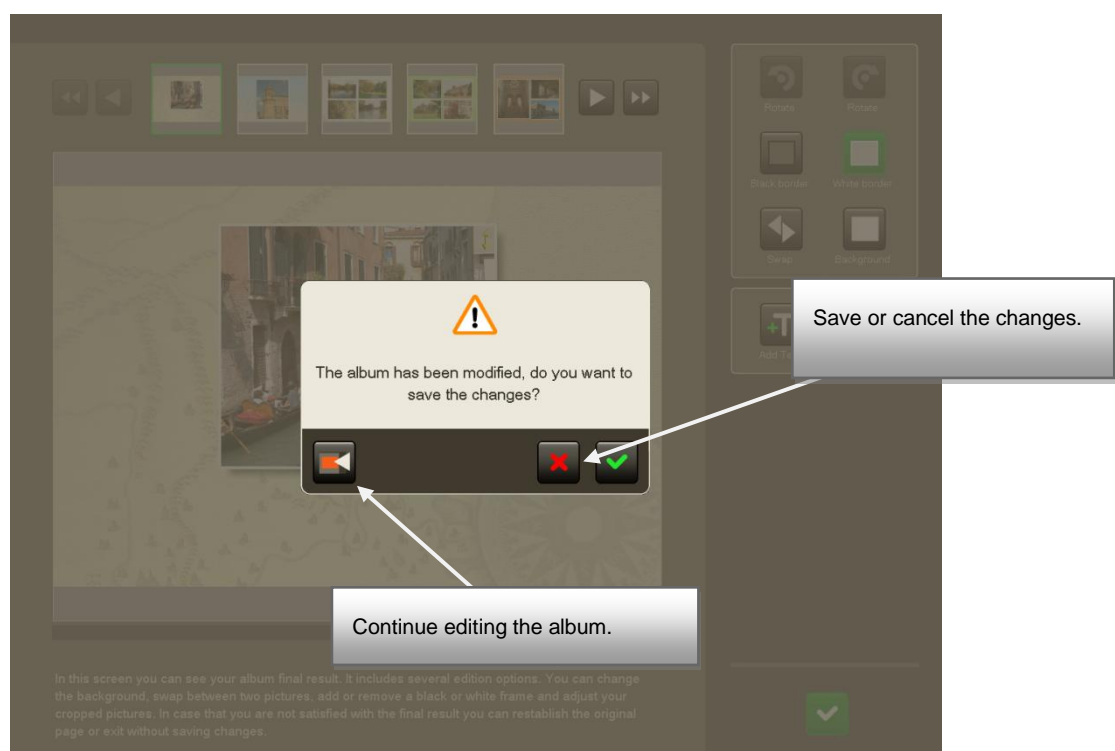 Rotate
Rotate
Black border
White border
Swap
Background
Save or cancel the changes.
Add
The album has been modified, do you want to
save the changes?
Continue editing the album.
In this screen you can see your album final result. It includes several edition options. You can change
the background, swap between two pictures, add or remove a black or white frame and adjust your
cropped pictures. In case that you are not satisfied with the final result you can restablish the original
page or exit without saving changes.